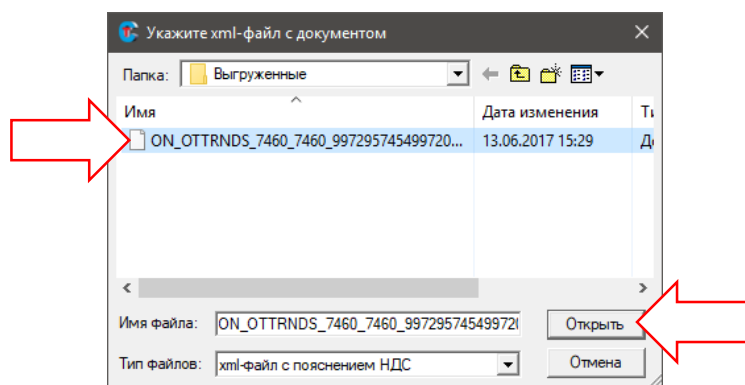 Укажите xml-файл с документом
Папка: Выгруженные
Имя Дата изменения
ON_OTTRNDS_7460_7460_997295745499720... 13.06.2017 15:29
Имя файла: ON_OTTRNDS_7460_7460_997295745499720 Открыть
Тип файлов: xml-файл с пояснением НДС Отмена